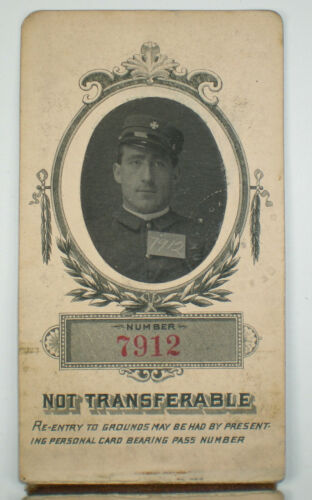 7912
NUMBER
7912
NOT TRANSFERABLE
RE-ENTRY TO GROUNDS MAY BE HAD BY PRESENT-
ING PERSONAL CARD BEARING PASS NUMBER